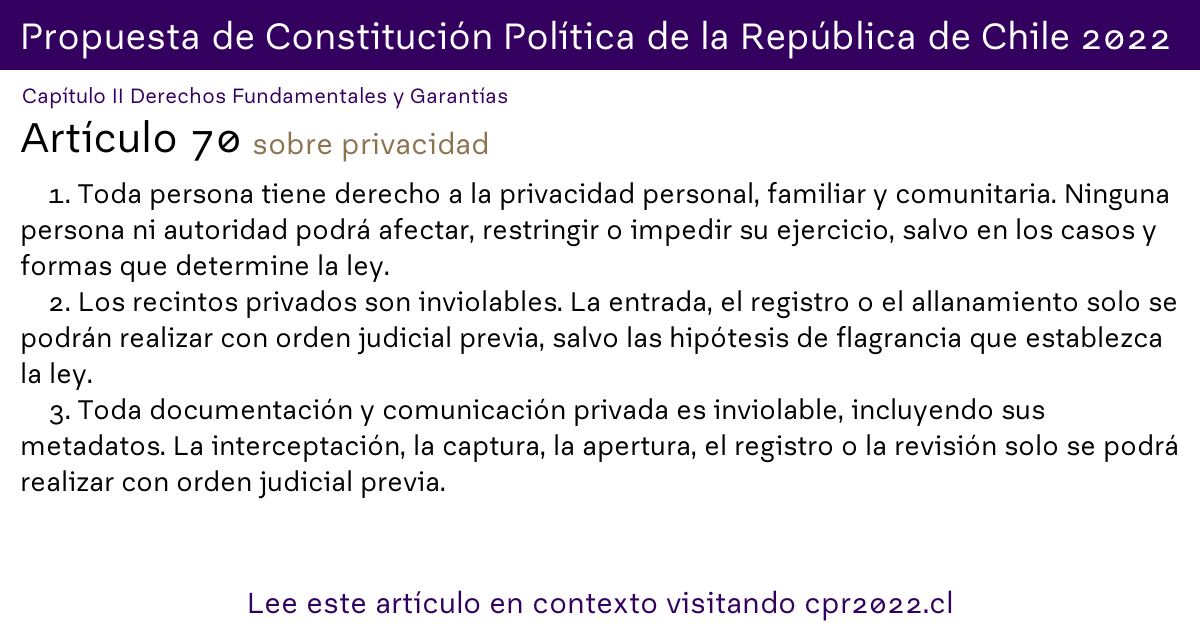 Propuesta de Constitución Política de la República de Chile 2022
Capítulo II Derechos Fundamentales y Garantías
Artículo 70 sobre privacidad
1. Toda persona tiene derecho a la privacidad personal, familiar y comunitaria. Ninguna
persona ni autoridad podrá afectar, restringir o impedir su ejercicio, salvo en los casos y
formas que determine la ley.
2. Los recintos privados son inviolables. La entrada, el registro o el allanamiento solo se
podrán realizar con orden judicial previa, salvo las hipótesis de flagrancia que establezca
la ley.
3. Toda documentación y comunicación privada es inviolable, incluyendo sus
metadatos. La interceptación, la captura, la apertura, el registro o la revisión solo se podrá
realizar con orden judicial previa.
Lee este artículo en contexto visitando cpr2022.cl